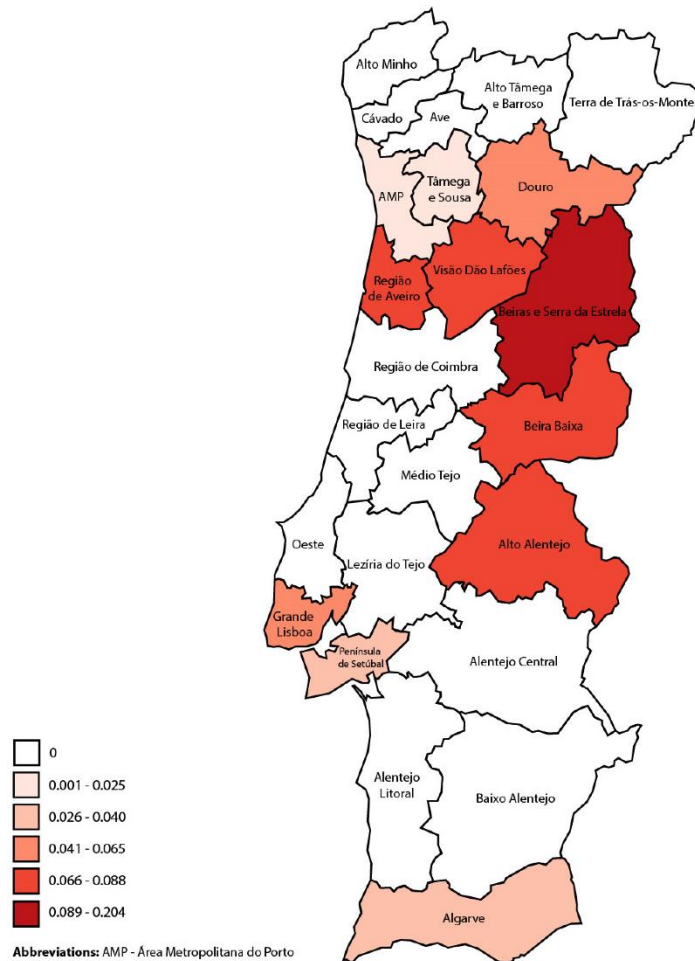 Alto Minho
Alto Tâmega
e Barroso
Terra de Trás-os-Monte
Cávado
Ave
AMP
Tâmega
e Sousa
Douro
Região
de Aveiro
Visão Dão Lafões
Beiras e Serra da Estrela
Região de Coimbra
Região de Leira
Beira Baixa
Médio Tejo
Oeste
Lezíria do Tejo
Alto Alentejo
Grande
Lisboa
Península
de Setúbal
Alentejo Central
Alentejo
Litoral
Baixo Alentejo
Algarve
0
0.001 - 0.025
0.026 - 0.040
0.041 - 0.065
0.066 - 0.088
0.089 - 0.204
Abbreviations: AMP - Área Metropolitana do Porto